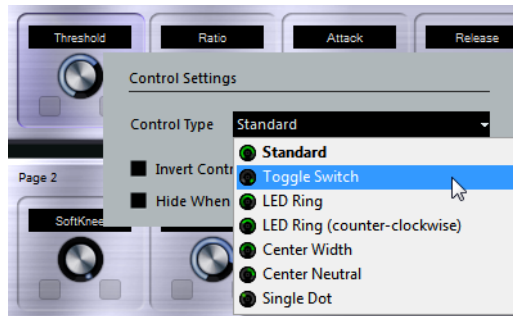 Threshold Ratio Attack Release
Control Settings
Control Type Standard
Standard
Page 2 Invert Contr Toggle Switch
Hide When LED Ring
SoftKnee LED Ring (counter-clockwise)
Center Width
Center Neutral
Single Dot